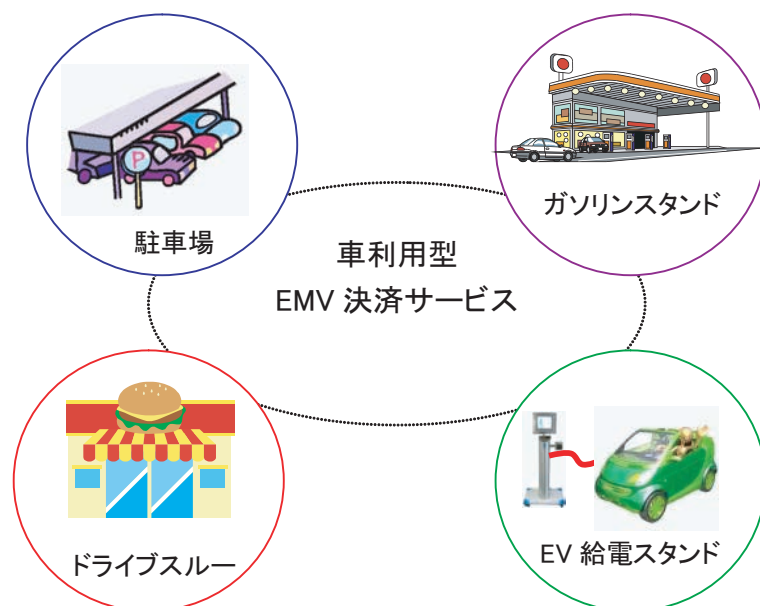 P
駐車場
ガソリンスタンド
車利用型
EMV 決済サービス
ドライブスルー
EV 給電スタンド